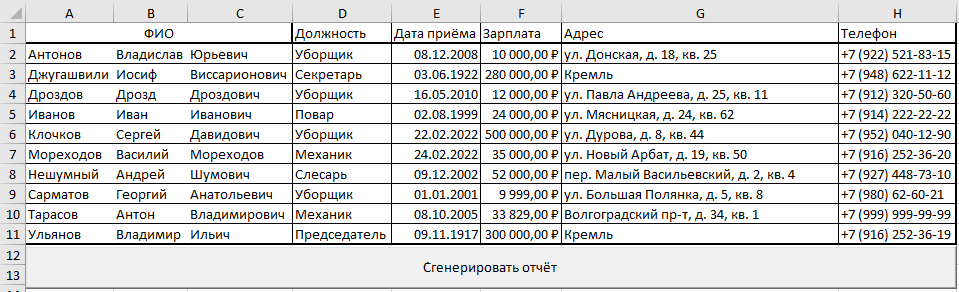 A B C D E F G H
1 ФИО Должность Дата приёма Зарплата Адрес Телефон
2 Антонов Владислав Юрьевич Уборщик 08.12.2008 10 000,00 ₽ ул. Донская, д. 18, кв. 25 +7 (922) 521-83-15
3 Джугашвили Иосиф Виссарионович Секретарь 03.06.1922 280 000,00 ₽ Кремль +7 (948) 622-11-12
4 Дроздов Дрозд Дроздович Уборщик 16.05.2010 12 000,00 ₽ ул. Павла Андреева, д. 25, кв. 11 +7 (912) 320-50-60
5 Иванов Иван Иванович Повар 02.08.1999 24 000,00 ₽ ул. Мясницкая, д. 24, кв. 62 +7 (914) 222-22-22
6 Клочков Сергей Давидович Уборщик 22.02.2022 500 000,00 ₽ ул. Дурова, д. 8, кв. 44 +7 (952) 040-12-90
7 Мореходов Василий Мореходов Механик 24.02.2022 35 000,00 ₽ ул. Новый Арбат, д. 19, кв. 50 +7 (916) 252-36-20
8 Нешумный Андрей Шумович Слесарь 09.12.2002 52 000,00 ₽ пер. Малый Васильевский, д. 2, кв. 4 +7 (927) 448-73-10
9 Сарматов Георгий Анатольевич Уборщик 01.01.2001 9 999,00 ₽ ул. Большая Полянка, д. 5, кв. 8 +7 (980) 62-60-21
10 Тарасов Антон Владимирович Механик 08.10.2005 33 829,00 ₽ Волгоградский пр-т, д. 34, кв. 1 +7 (999) 999-99-99
11 Ульянов Владимир Ильич Председатель 09.11.1917 300 000,00 ₽ Кремль +7 (916) 252-36-19
12
Сгенерировать отчёт
13